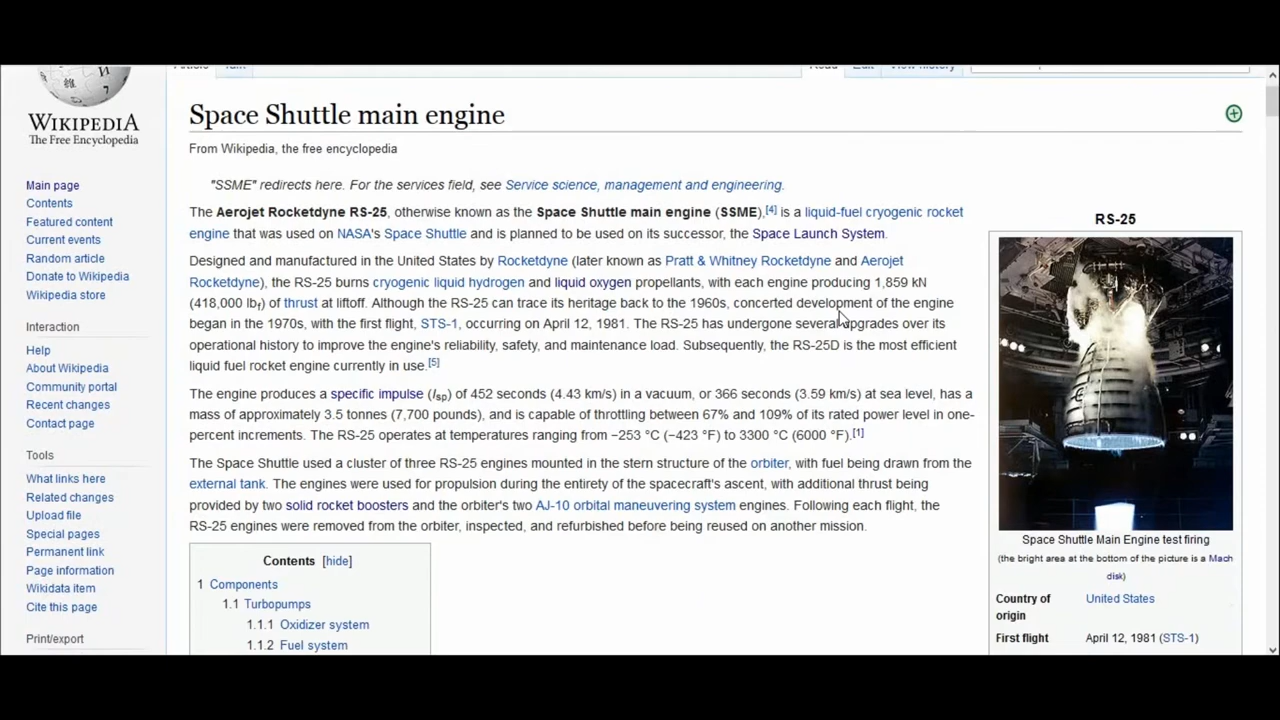 WIKIPEDIA
The Free Encyclopedia
Main page
Contents
Featured content
Current events
Random article
Donate to Wikipedia
Wikipedia store
Interaction
Help
About Wikipedia
Community portal
Recent changes
Contact page
Tools
What links here
Related changes
Upload file
Special pages
Permanent link
Page information
Wikidata item
Cite this page
Print/export
Article Talk
Read Edit View history
Space Shuttle main engine
From Wikipedia, the free encyclopedia
"SSME" redirects here. For the services field, see Service science, management and engineering.
The Aerojet Rocketdyne RS-25, otherwise known as the Space Shuttle main engine (SSME),[4] is a liquid-fuel cryogenic rocket
engine that was used on NASA's Space Shuttle and is planned to be used on its successor, the Space Launch System.
Designed and manufactured in the United States by Rocketdyne (later known as Pratt & Whitney Rocketdyne and Aerojet
Rocketdyne), the RS-25 burns cryogenic liquid hydrogen and liquid oxygen propellants, with each engine producing 1,859 kN
(418,000 lbf) of thrust at liftoff. Although the RS-25 can trace its heritage back to the 1960s, concerted development of the engine
began in the 1970s, with the first flight, STS-1, occurring on April 12, 1981. The RS-25 has undergone several upgrades over its
operational history to improve the engine's reliability, safety, and maintenance load. Subsequently, the RS-25D is the most efficient
liquid fuel rocket engine currently in use.[5]
The engine produces a specific impulse (Isp) of 452 seconds (4.43 km/s) in a vacuum, or 366 seconds (3.59 km/s) at sea level, has a
mass of approximately 3.5 tonnes (7,700 pounds), and is capable of throttling between 67% and 109% of its rated power level in one-
percent increments. The RS-25 operates at temperatures ranging from −253 °C (−423 °F) to 3300 °C (6000 °F).[1]
The Space Shuttle used a cluster of three RS-25 engines mounted in the stern structure of the orbiter, with fuel being drawn from the
external tank. The engines were used for propulsion during the entirety of the spacecraft's ascent, with additional thrust being
provided by two solid rocket boosters and the orbiter's two AJ-10 orbital maneuvering system engines. Following each flight, the
RS-25 engines were removed from the orbiter, inspected, and refurbished before being reused on another mission.
Contents [hide]
1 Components
1.1 Turbopumps
1.1.1 Oxidizer system
1.1.2 Fuel system
RS-25
Space Shuttle Main Engine test firing
(the bright area at the bottom of the picture is a Mach
disk)
Country of
origin
United States
First flight
April 12, 1981 (STS-1)